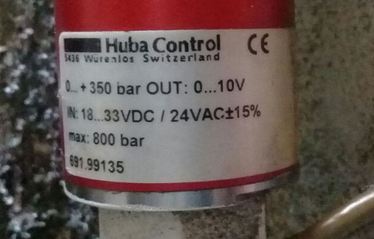 Huba Control CE
5436 Würenlos Switzerland
0... + 350 bar OUT: 0...10V
IN: 18...33VDC / 24VAC±15%
max: 800 bar
691.99135